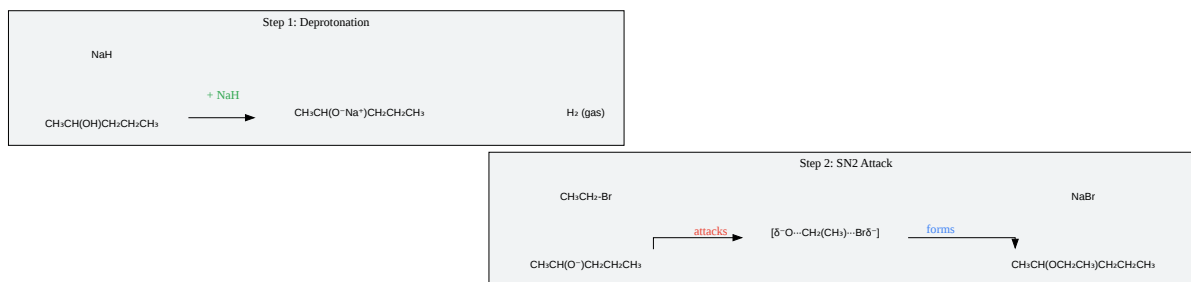 Step 1: Deprotonation
NaH
+ NaH
CH₃CH(OH)CH₂CH₂CH₃
CH₃CH(O⁻Na⁺)CH₂CH₂CH₃
H₂ (gas)
Step 2: SN2 Attack
CH₃CH₂-Br
NaBr
attacks
[δ⁻O···CH₂(CH₃)···Brδ⁻]
forms
CH₃CH(O⁻)CH₂CH₂CH₃
CH₃CH(OCH₂CH₃)CH₂CH₂CH₃